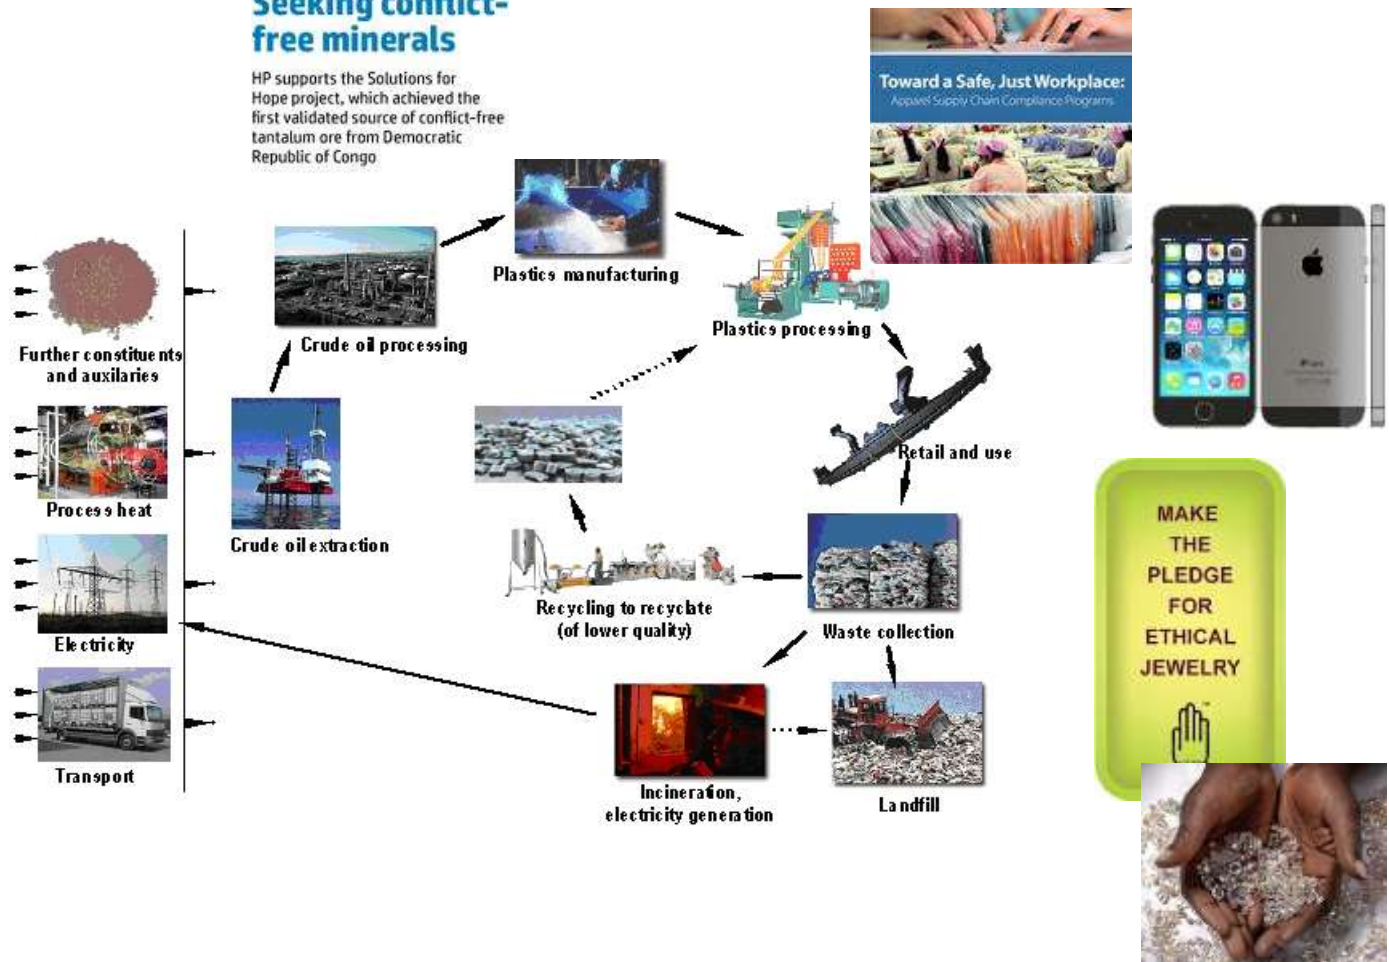 Seeking conflict-
free minerals
HP supports the Solutions for
Hope project, which achieved the
first validated source of conflict-free
tantalum ore from Democratic
Republic of Congo
Toward a Safe, Just Workplace:
Apparel Supply Chain Compliance Programs
Plastics manufacturing
Plastics processing
Crude oil processing
Further constituents
and auxilaries
Retail and use
Process heat
Crude oil extraction
Recycling to recyclate
(of lower quality)
Waste collection
Electricity
Transport
Incineration,
electricity generation
Landfill
MAKE
THE
PLEDGE
FOR
ETHICAL
JEWELRY